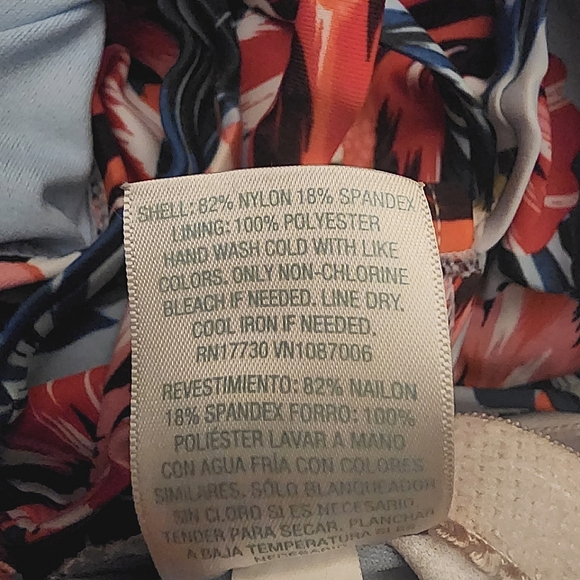 SHELL: 82% NYLON 18% SPANDEX
LINING: 100% POLYESTER
HAND WASH COLD WITH LIKE
COLORS. ONLY NON-CHLORINE
BLEACH IF NEEDED. LINE DRY.
COOL IRON IF NEEDED.
RN17730 VN1087006
REVESTIMIENTO: 82% NAILON
18% SPANDEX FORRO: 100%
POLIÉSTER LAVAR A MANO
CON AGUA FRÍA CON COLORES
SIMILARES. SÓLO BLANQUEADOR
SIN CLORO SI ES NECESARIO
TENDER PARA SECAR. PLANCHAR
A BAJA TEMPERATURA